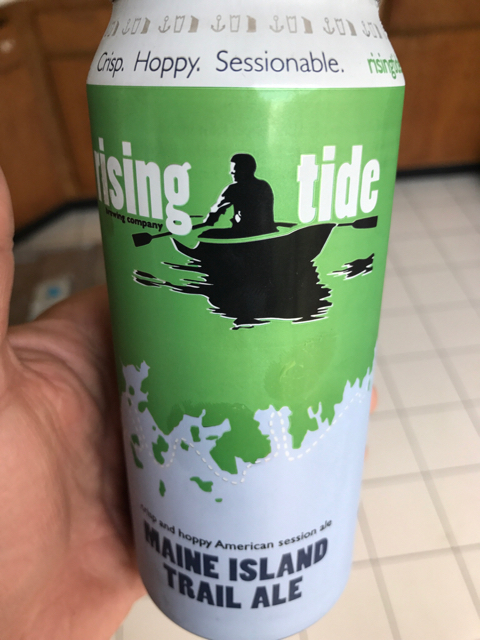 Crisp. Hoppy. Sessionable.
rising tide
brewing company
crisp and hoppy American session ale
MAINE ISLAND
TRAIL ALE